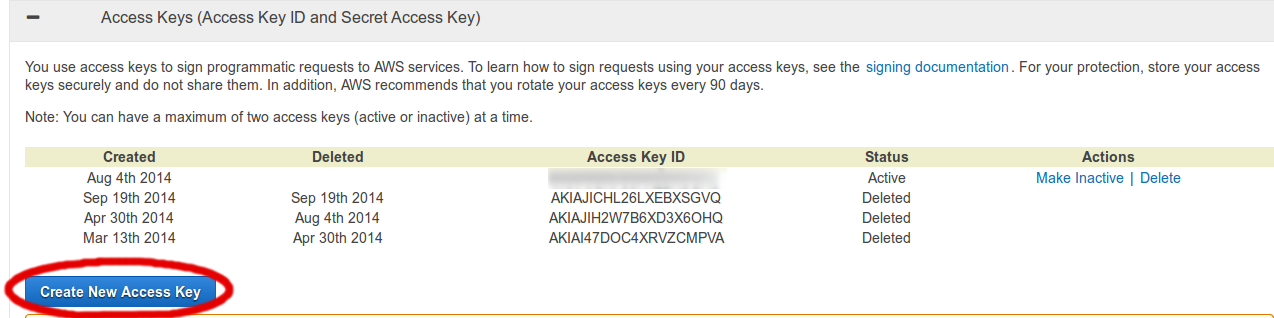 Access Keys (Access Key ID and Secret Access Key)
You use access keys to sign programmatic requests to AWS services. To learn how to sign requests using your access keys, see the signing documentation. For your protection, store your access
keys securely and do not share them. In addition, AWS recommends that you rotate your access keys every 90 days.
Note: You can have a maximum of two access keys (active or inactive) at a time.
Created Deleted Access Key ID Status Actions
Aug 4th 2014 Active Make Inactive | Delete
Sep 19th 2014 Sep 19th 2014 AKIAJICHL26LXEBXSGVQ Deleted
Apr 30th 2014 Aug 4th 2014 AKIAJIH2W7B6XD3X6OHQ Deleted
Mar 13th 2014 Apr 30th 2014 AKIAI47DOC4XRVZCMPVA Deleted
Create New Access Key